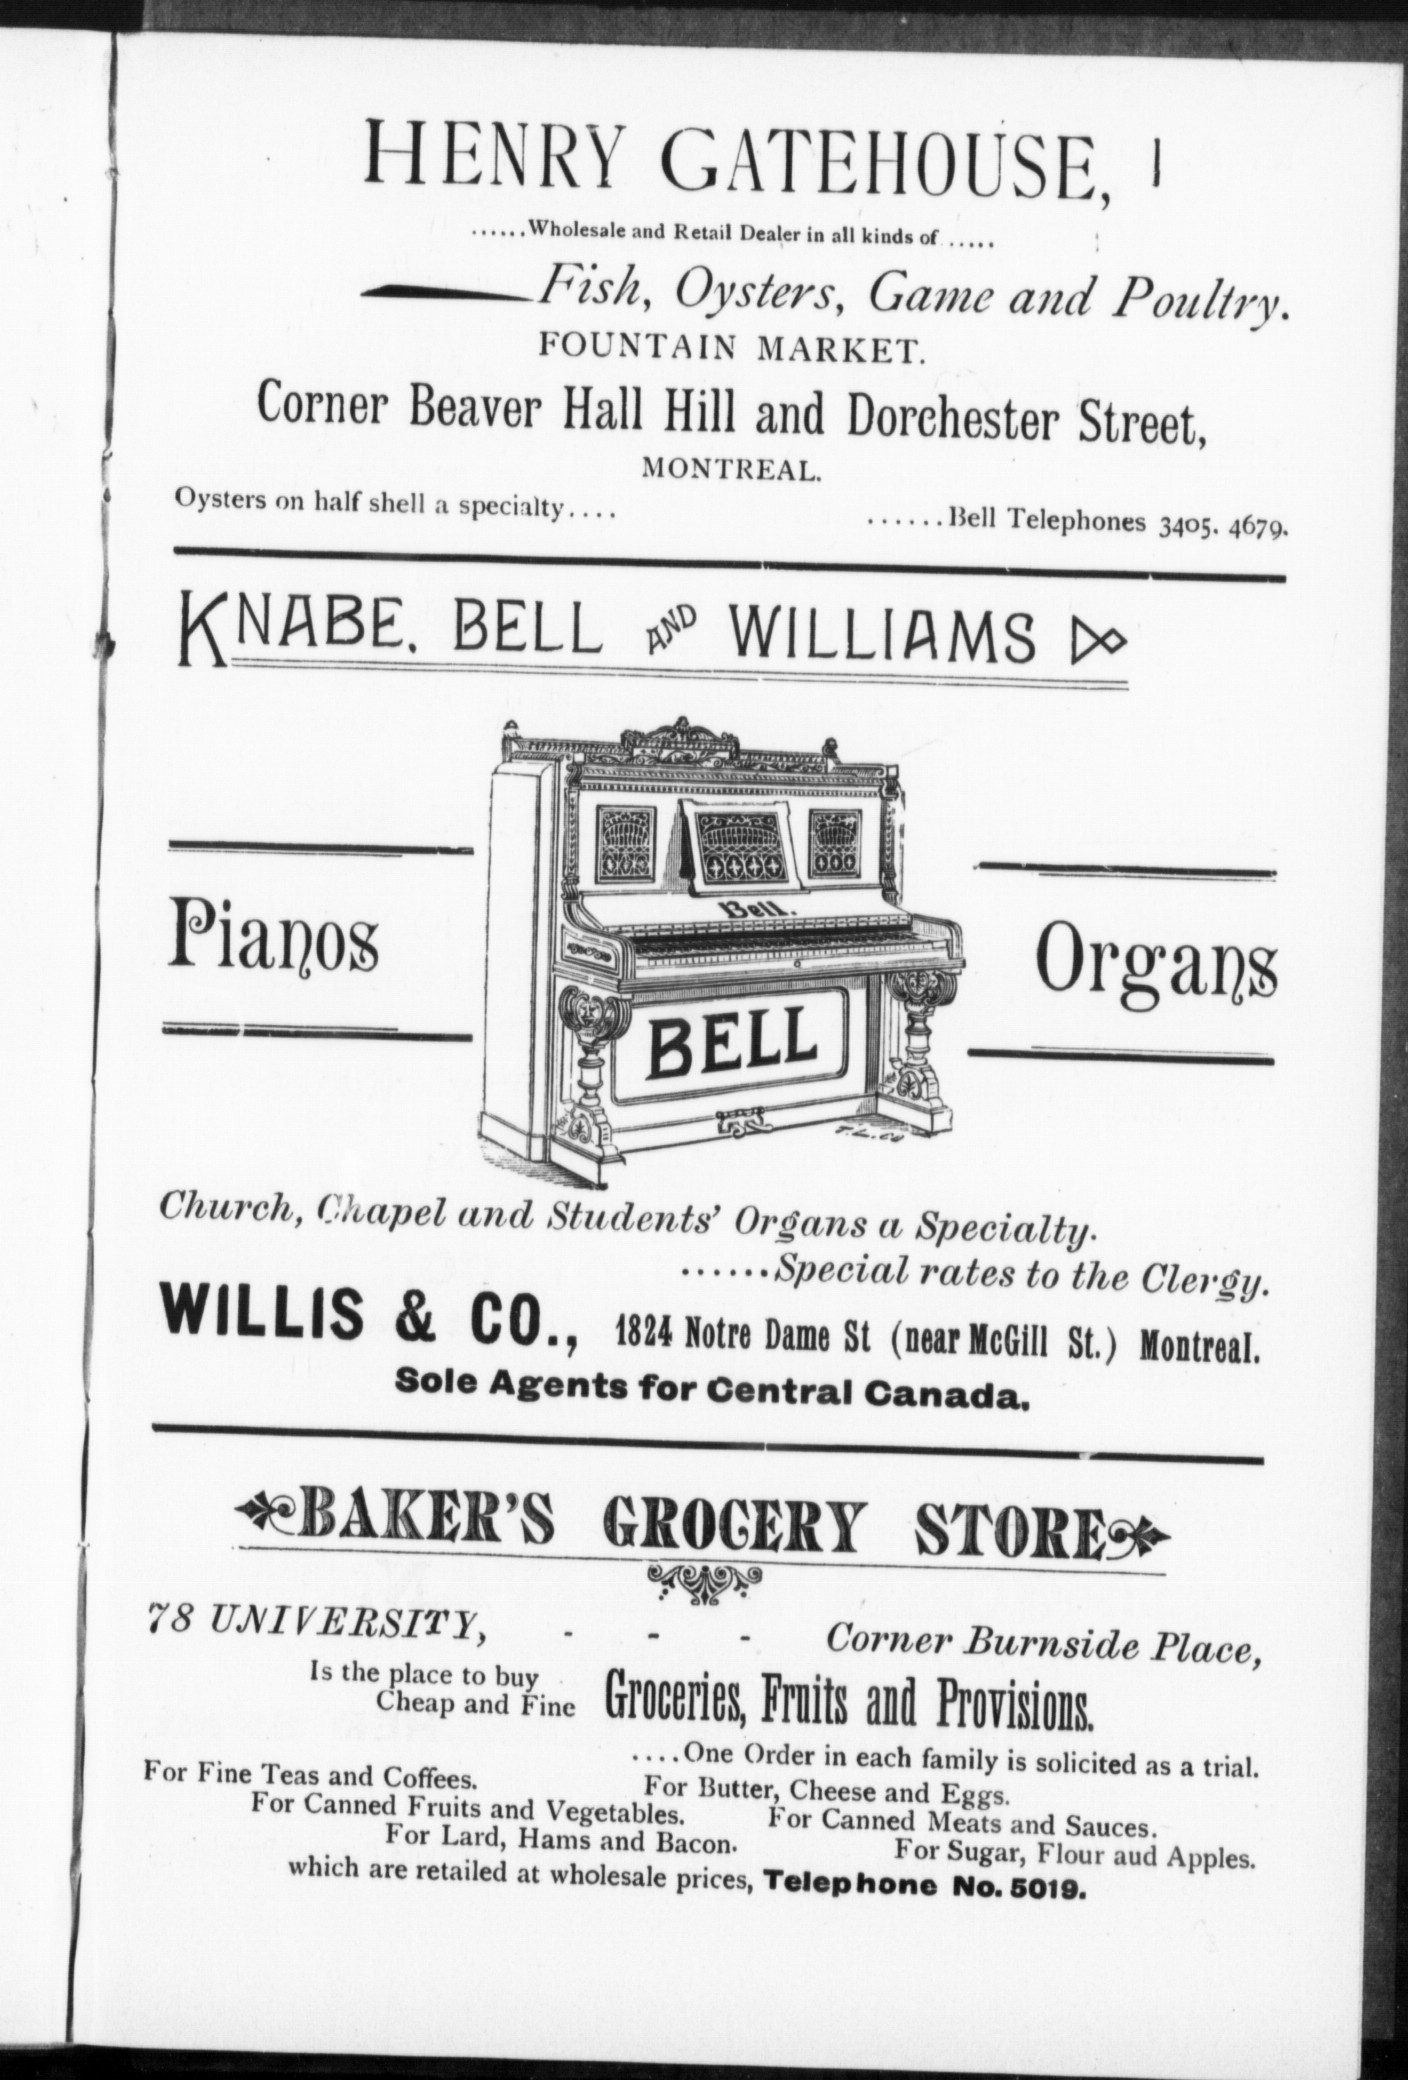 HENRY GATEHOUSE,
......Wholesale and Retail Dealer in all kinds of .....
Fish, Oysters, Game and Poultry.
FOUNTAIN MARKET.
Corner Beaver Hall Hill and Dorchester Street,
MONTREAL.
Oysters on half shell a specialty....
......Bell Telephones 3405. 4679.
KNABE. BELL AND WILLIAMS
Pianos
Bell.
BELL
T.L.Co
Organs
Church, Chapel and Students' Organs a Specialty.
......Special rates to the Clergy.
WILLIS & CO., 1824 Notre Dame St (near McGill St.) Montreal.
Sole Agents for Central Canada.
BAKER'S GROCERY STORE
78 UNIVERSITY, - - - Corner Burnside Place,
Is the place to buy
Cheap and Fine Groceries, Fruits and Provisions.
....One Order in each family is solicited as a trial.
For Fine Teas and Coffees. For Butter, Cheese and Eggs.
For Canned Fruits and Vegetables. For Canned Meats and Sauces.
For Lard, Hams and Bacon. For Sugar, Flour aud Apples.
which are retailed at wholesale prices, Telephone No. 5019.